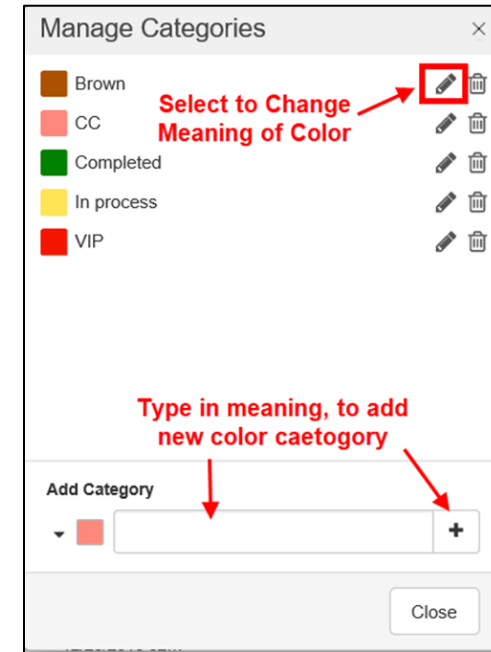 Manage Categories
Brown
Select to Change
Meaning of Color
CC
Completed
In process
VIP
Type in meaning, to add
new color caetogory
Add Category
Close